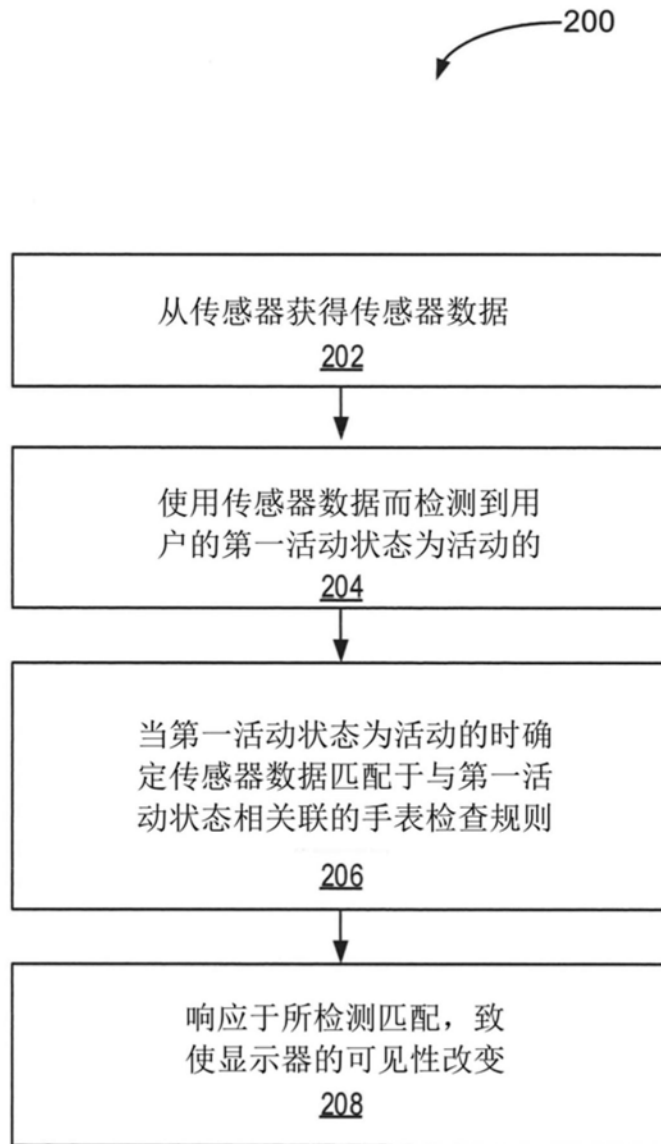 200
从传感器获得传感器数据
202
使用传感器数据而检测到用
户的第一活动状态为活动的
204
当第一活动状态为活动的时确
定传感器数据匹配于与第一活
动状态相关联的手表检查规则
206
响应于所检测匹配，致
使显示器的可见性改变
208